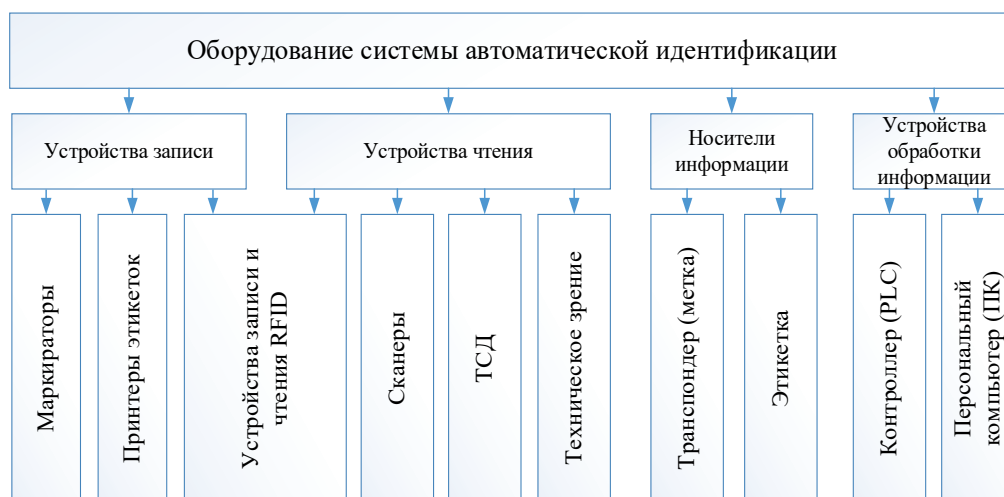 Оборудование системы автоматической идентификации
Устройства записи
Устройства чтения
Носители
информации
Устройства
обработки
информации
Маркираторы
Принтеры этикеток
Устройства записи и
чтения RFID
Сканеры
ТСД
Техническое зрение
Транспондер (метка)
Этикетка
Контроллер (PLC)
Персональный
компьютер (ПК)